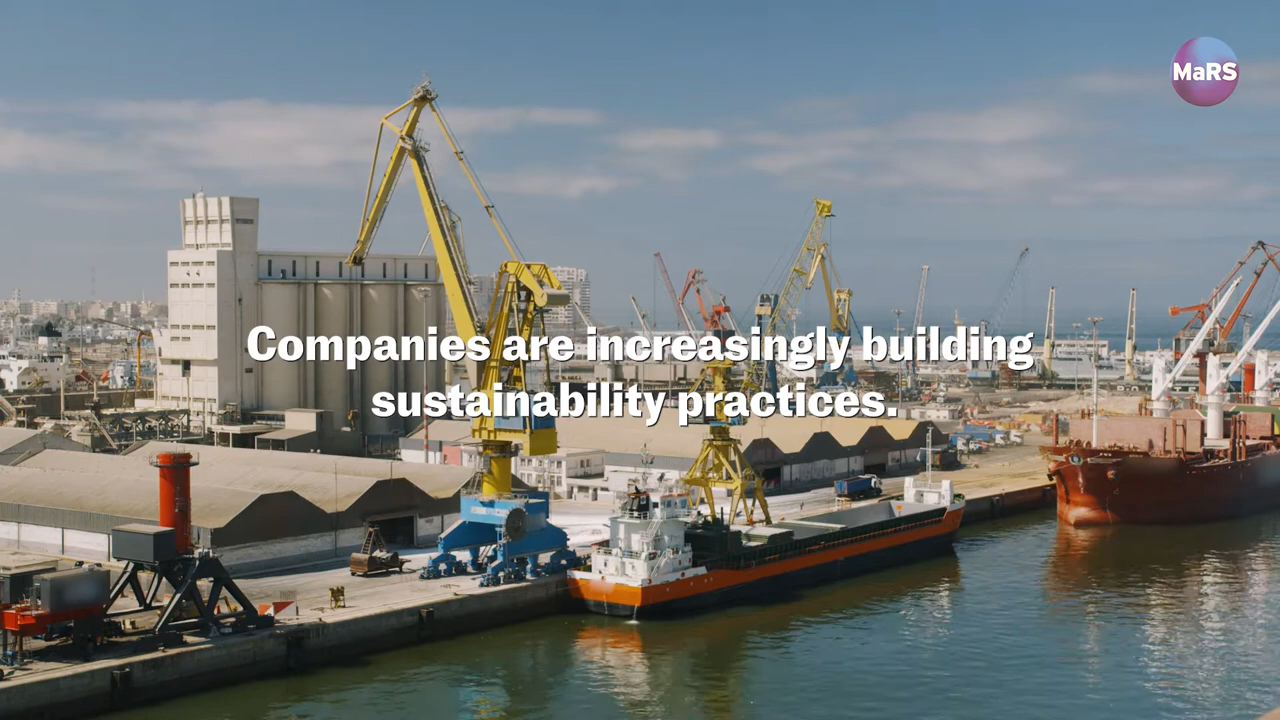 MaRS
Companies are increasingly building
sustainability practices.